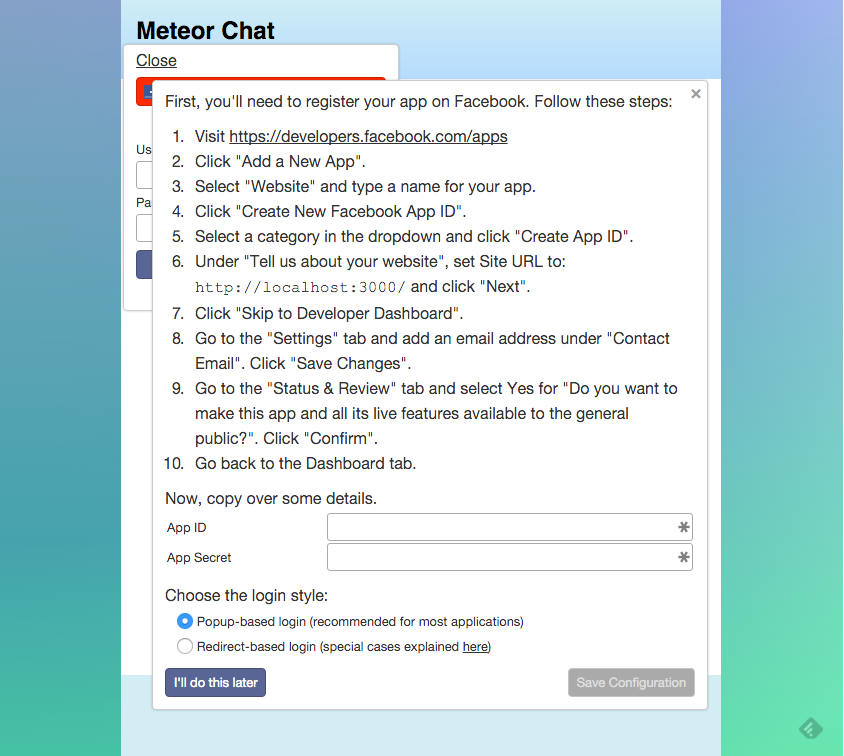 Meteor Chat
Close
First, you'll need to register your app on Facebook. Follow these steps:
1. Visit https://developers.facebook.com/apps
2. Click "Add a New App".
3. Select "Website" and type a name for your app.
4. Click "Create New Facebook App ID".
5. Select a category in the dropdown and click "Create App ID".
6. Under "Tell us about your website", set Site URL to:
http://localhost:3000/ and click "Next".
7. Click "Skip to Developer Dashboard".
8. Go to the "Settings" tab and add an email address under "Contact
Email". Click "Save Changes".
9. Go to the "Status & Review" tab and select Yes for "Do you want to
make this app and all its live features available to the general
public?". Click "Confirm".
10. Go back to the Dashboard tab.
Us
Pa
Now, copy over some details.
App ID
App Secret
Choose the login style:
Popup-based login (recommended for most applications)
Redirect-based login (special cases explained here)
I'll do this later
Save Configuration